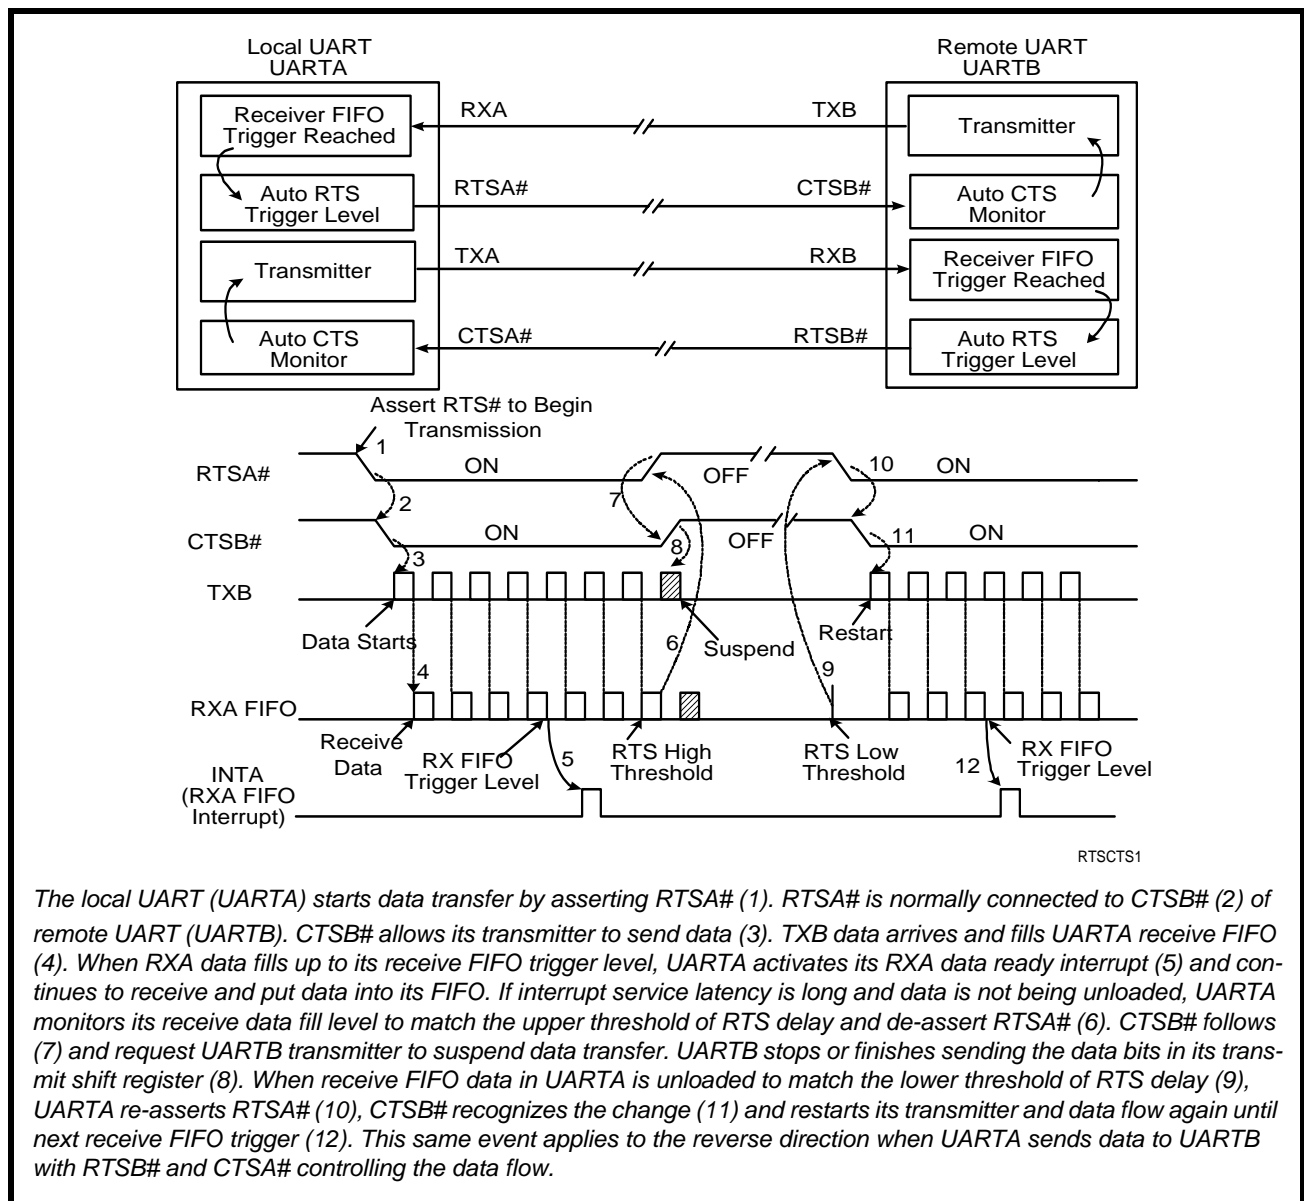 Local UART
UARTA
Remote UART
UARTB
Receiver FIFO
Trigger Reached
RXA
TXB
Transmitter
Auto RTS
Trigger Level
RTSA#
CTSB#
Auto CTS
Monitor
Transmitter
TXA
RXB
Receiver FIFO
Trigger Reached
Auto CTS
Monitor
CTSA#
RTSB#
Auto RTS
Trigger Level
Assert RTS# to Begin
Transmission
1
RTSA#
ON
OFF
10
ON
2
7
CTSB#
ON
8
OFF
11
ON
3
TXB
Data Starts
6
Suspend
Restart
4
9
RXA FIFO
Receive
Data
RX FIFO
Trigger Level
5
RTS High
Threshold
RTS Low
Threshold
12
RX FIFO
Trigger Level
INTA
(RXA FIFO
Interrupt)
RTSCTS1
The local UART (UARTA) starts data transfer by asserting RTSA# (1). RTSA# is normally connected to CTSB# (2) of
remote UART (UARTB). CTSB# allows its transmitter to send data (3). TXB data arrives and fills UARTA receive FIFO
(4). When RXA data fills up to its receive FIFO trigger level, UARTA activates its RXA data ready interrupt (5) and con-
tinues to receive and put data into its FIFO. If interrupt service latency is long and data is not being unloaded, UARTA
monitors its receive data fill level to match the upper threshold of RTS delay and de-assert RTSA# (6). CTSB# follows
(7) and request UARTB transmitter to suspend data transfer. UARTB stops or finishes sending the data bits in its trans-
mit shift register (8). When receive FIFO data in UARTA is unloaded to match the lower threshold of RTS delay (9),
UARTA re-asserts RTSA# (10), CTSB# recognizes the change (11) and restarts its transmitter and data flow again until
next receive FIFO trigger (12). This same event applies to the reverse direction when UARTA sends data to UARTB
with RTSB# and CTSA# controlling the data flow.